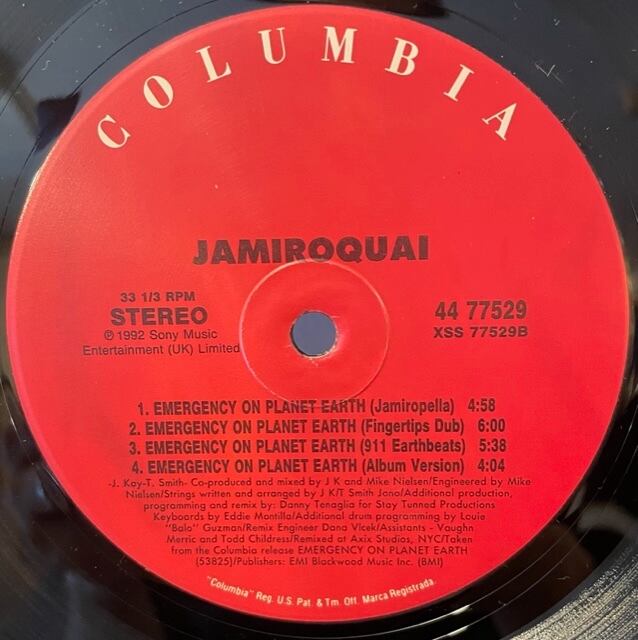 COLUMBIA
JAMIROQUAI
33 1/3 RPM
STEREO
℗ 1992 Sony Music
Entertainment (UK) Limited
44 77529
XSS 77529B
1. EMERGENCY ON PLANET EARTH (Jamiropella) 4:58
2. EMERGENCY ON PLANET EARTH (Fingertips Dub) 6:00
3. EMERGENCY ON PLANET EARTH (911 Earthbeats) 5:38
4. EMERGENCY ON PLANET EARTH (Album Version) 4:04
-J. Kay-T. Smith- Co-produced and mixed by J K and Mike Nielsen/Engineered by Mike
Nielsen/Strings written and arranged by J K/T Smith Jono/Additional production,
programming and remix by: Danny Tenaglia for Stay Tunned Productions
Keyboards by Eddie Montilla/Additional drum programming by Louie
"Balo" Guzman/Remix Engineer Dana Vlcek/Assistants - Vaughn
Merric and Todd Childress/Remixed at Axix Studios, NYC/Taken
from the Columbia release EMERGENCY ON PLANET EARTH
(53825)/Publishers: EMI Blackwood Music Inc. (BMI)
"Columbia" Reg. U.S. Pat. & Tm. Off. Marca Registrada.